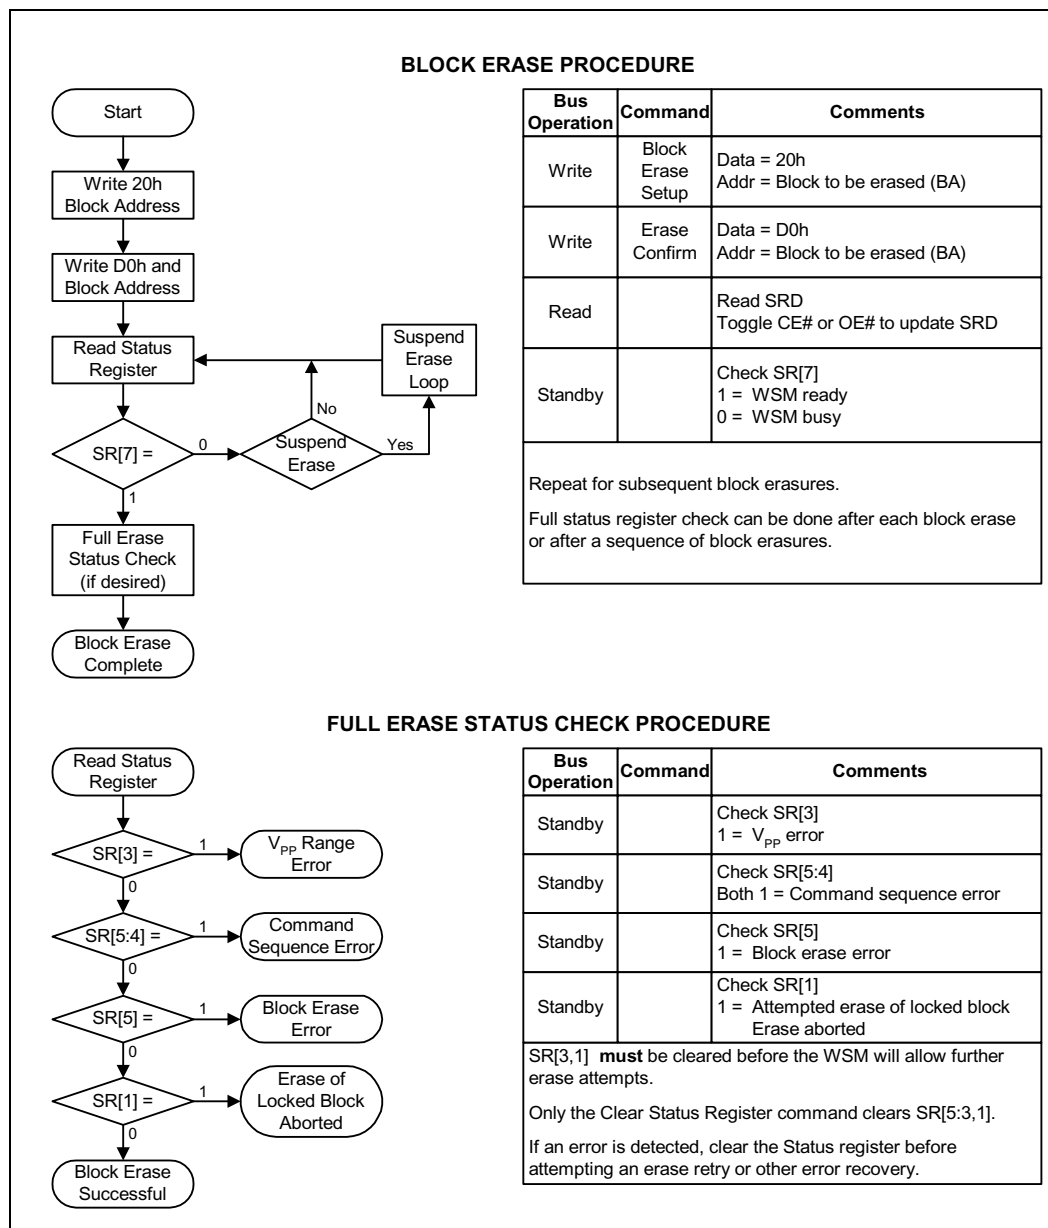 BLOCK ERASE PROCEDURE
Start
Write 20h
Block Address
Write D0h and
Block Address
Read Status
Register
Suspend
Erase
Loop
No
SR[7] =
0
Suspend
Erase
Yes
1
Full Erase
Status Check
(if desired)
Block Erase
Complete
Bus
Operation
Command
Comments
Write
Block
Erase
Setup
Data = 20h
Addr = Block to be erased (BA)
Write
Erase
Confirm
Data = D0h
Addr = Block to be erased (BA)
Read
Read SRD
Toggle CE# or OE# to update SRD
Standby
Check SR[7]
1 = WSM ready
0 = WSM busy
Repeat for subsequent block erasures.
Full status register check can be done after each block erase
or after a sequence of block erasures.
FULL ERASE STATUS CHECK PROCEDURE
Read Status
Register
SR[3] =
1
VPP Range
Error
0
SR[5:4] =
1
Command
Sequence Error
0
SR[5] =
1
Block Erase
Error
0
SR[1] =
1
Erase of
Locked Block
Aborted
0
Block Erase
Successful
Bus
Operation
Command
Comments
Standby
Check SR[3]
1 = VPP error
Standby
Check SR[5:4]
Both 1 = Command sequence error
Standby
Check SR[5]
1 = Block erase error
Standby
Check SR[1]
1 = Attempted erase of locked block
Erase aborted
SR[3,1] must be cleared before the WSM will allow further
erase attempts.
Only the Clear Status Register command clears SR[5:3,1].
If an error is detected, clear the Status register before
attempting an erase retry or other error recovery.